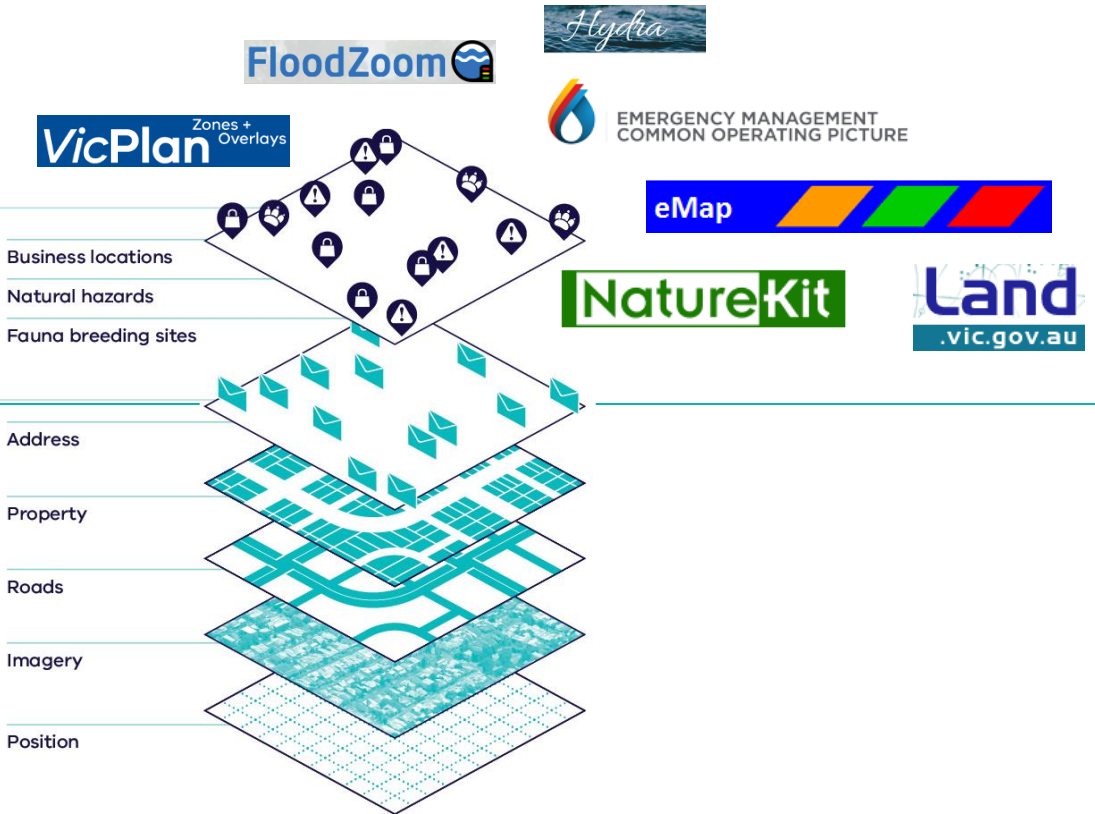 Hydra
FloodZoom
EMERGENCY MANAGEMENT
COMMON OPERATING PICTURE
VicPlan Zones +
Overlays
eMap
Business locations
NatureKit
Land
.vic.gov.au
Natural hazards
Fauna breeding sites
Address
Property
Roads
Imagery
Position